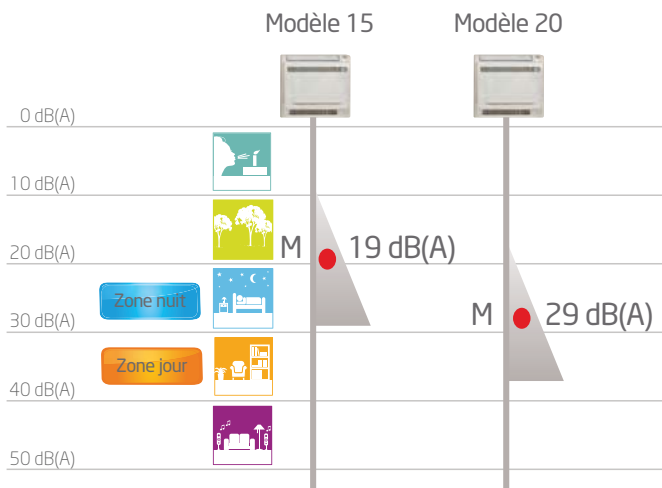 Modèle 15
Modèle 20
0 dB(A)
10 dB(A)
20 dB(A)
M 19 dB(A)
Zone nuit
30 dB(A)
M 29 dB(A)
Zone jour
40 dB(A)
50 dB(A)